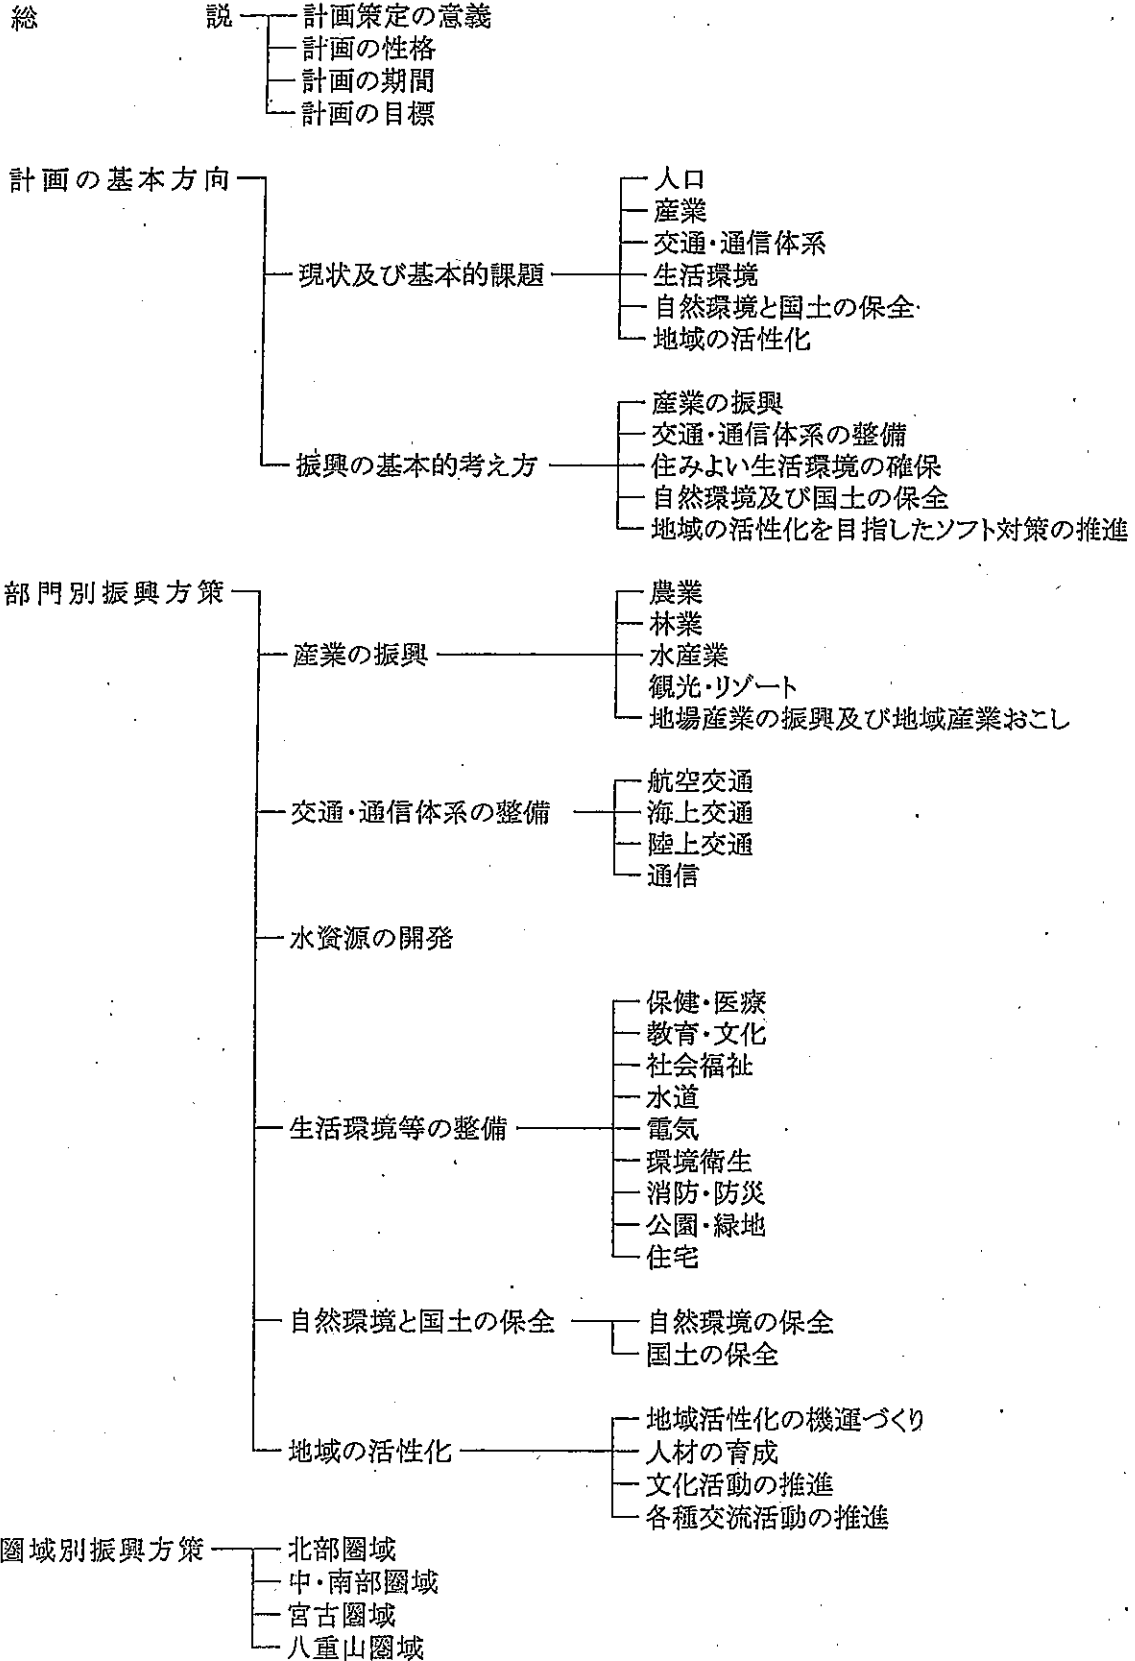 総説
計画策定の意義
計画の性格
計画の期間
計画の目標
計画の基本方向
現状及び基本的課題
人口
産業
交通・通信体系
生活環境
自然環境と国土の保全
地域の活性化
振興の基本的考え方
産業の振興
交通・通信体系の整備
住みよい生活環境の確保
自然環境及び国土の保全
地域の活性化を目指したソフト対策の推進
部門別振興方策
産業の振興
農業
林業
水産業
観光・リゾート
地場産業の振興及び地域産業おこし
交通・通信体系の整備
航空交通
海上交通
陸上交通
通信
水資源の開発
生活環境等の整備
保健・医療
教育・文化
社会福祉
水道
電気
環境衛生
消防・防災
公園・緑地
住宅
自然環境と国土の保全
自然環境の保全
国土の保全
地域の活性化
地域活性化の機運づくり
人材の育成
文化活動の推進
各種交流活動の推進
圏域別振興方策
北部圏域
中・南部圏域
宮古圏域
八重山圏域